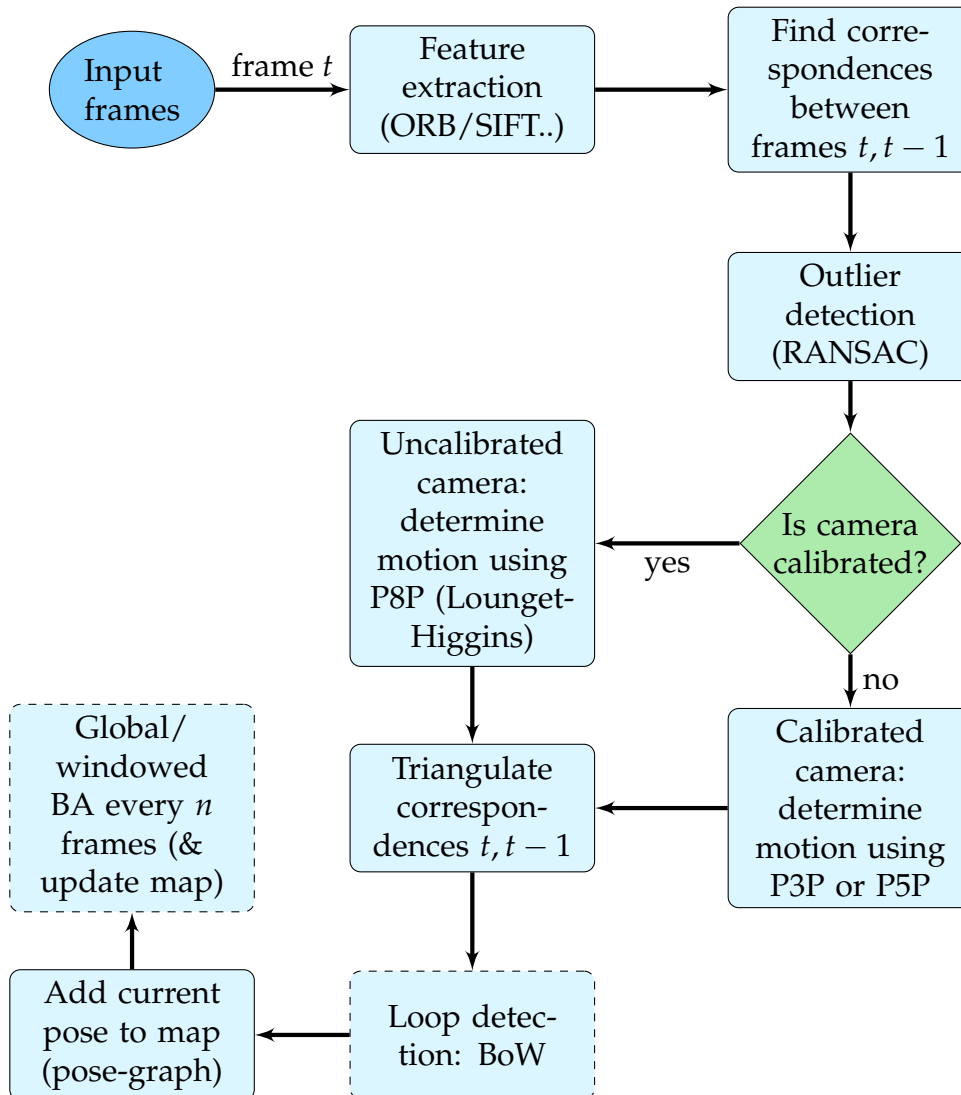 Input
frames
frame t
Feature
extraction
(ORB/SIFT..)
Find corre-
spondences
between
frames t, t − 1
Outlier
detection
(RANSAC)
Is camera
calibrated?
yes
no
Uncalibrated
camera:
determine
motion using
P8P (Lounget-
Higgins)
Calibrated
camera:
determine
motion using
P3P or P5P
Triangulate
correspon-
dences t, t − 1
Loop detec-
tion: BoW
Add current
pose to map
(pose-graph)
Global/
windowed
BA every n
frames (&
update map)